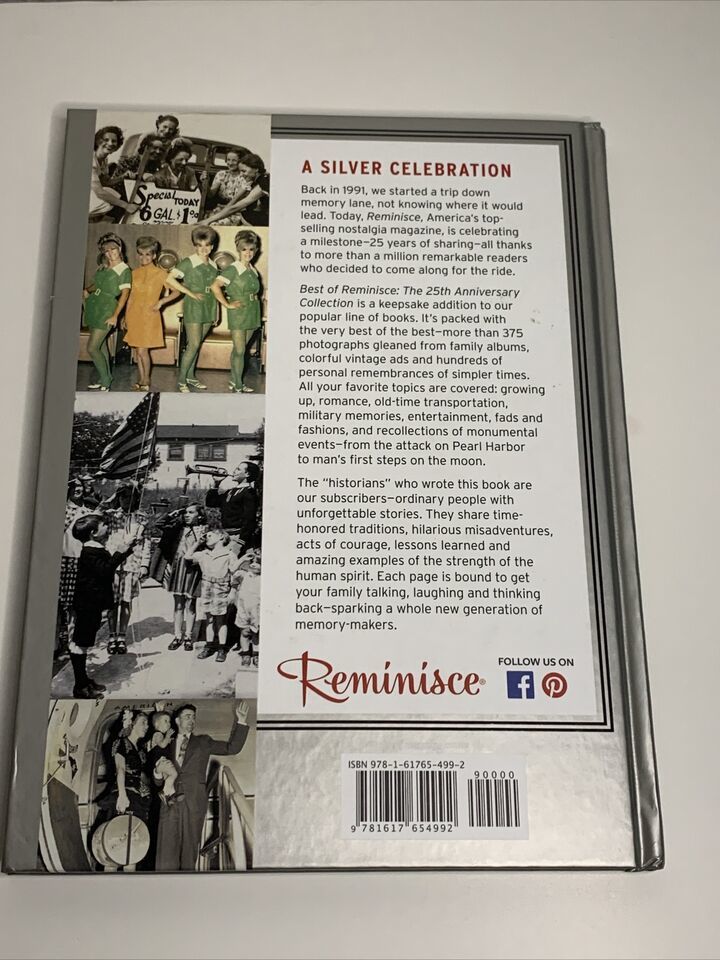 Special TODAY
6 GAL. $1.00
AMERICAN
A SILVER CELEBRATION
Back in 1991, we started a trip down
memory lane, not knowing where it would
lead. Today, Reminisce, America's top-
selling nostalgia magazine, is celebrating
a milestone—25 years of sharing—all thanks
to more than a million remarkable readers
who decided to come along for the ride.
Best of Reminisce: The 25th Anniversary
Collection is a keepsake addition to our
popular line of books. It's packed with
the very best of the best—more than 375
photographs gleaned from family albums,
colorful vintage ads and hundreds of
personal remembrances of simpler times.
All your favorite topics are covered: growing
up, romance, old-time transportation,
military memories, entertainment, fads and
fashions, and recollections of monumental
events—from the attack on Pearl Harbor
to man's first steps on the moon.
The "historians" who wrote this book are
our subscribers—ordinary people with
unforgettable stories. They share time-
honored traditions, hilarious misadventures,
acts of courage, lessons learned and
amazing examples of the strength of the
human spirit. Each page is bound to get
your family talking, laughing and thinking
back—sparking a whole new generation of
memory-makers.
Reminisce®
FOLLOW US ON
ISBN 978-1-61765-499-2
90000
9 781617 654992